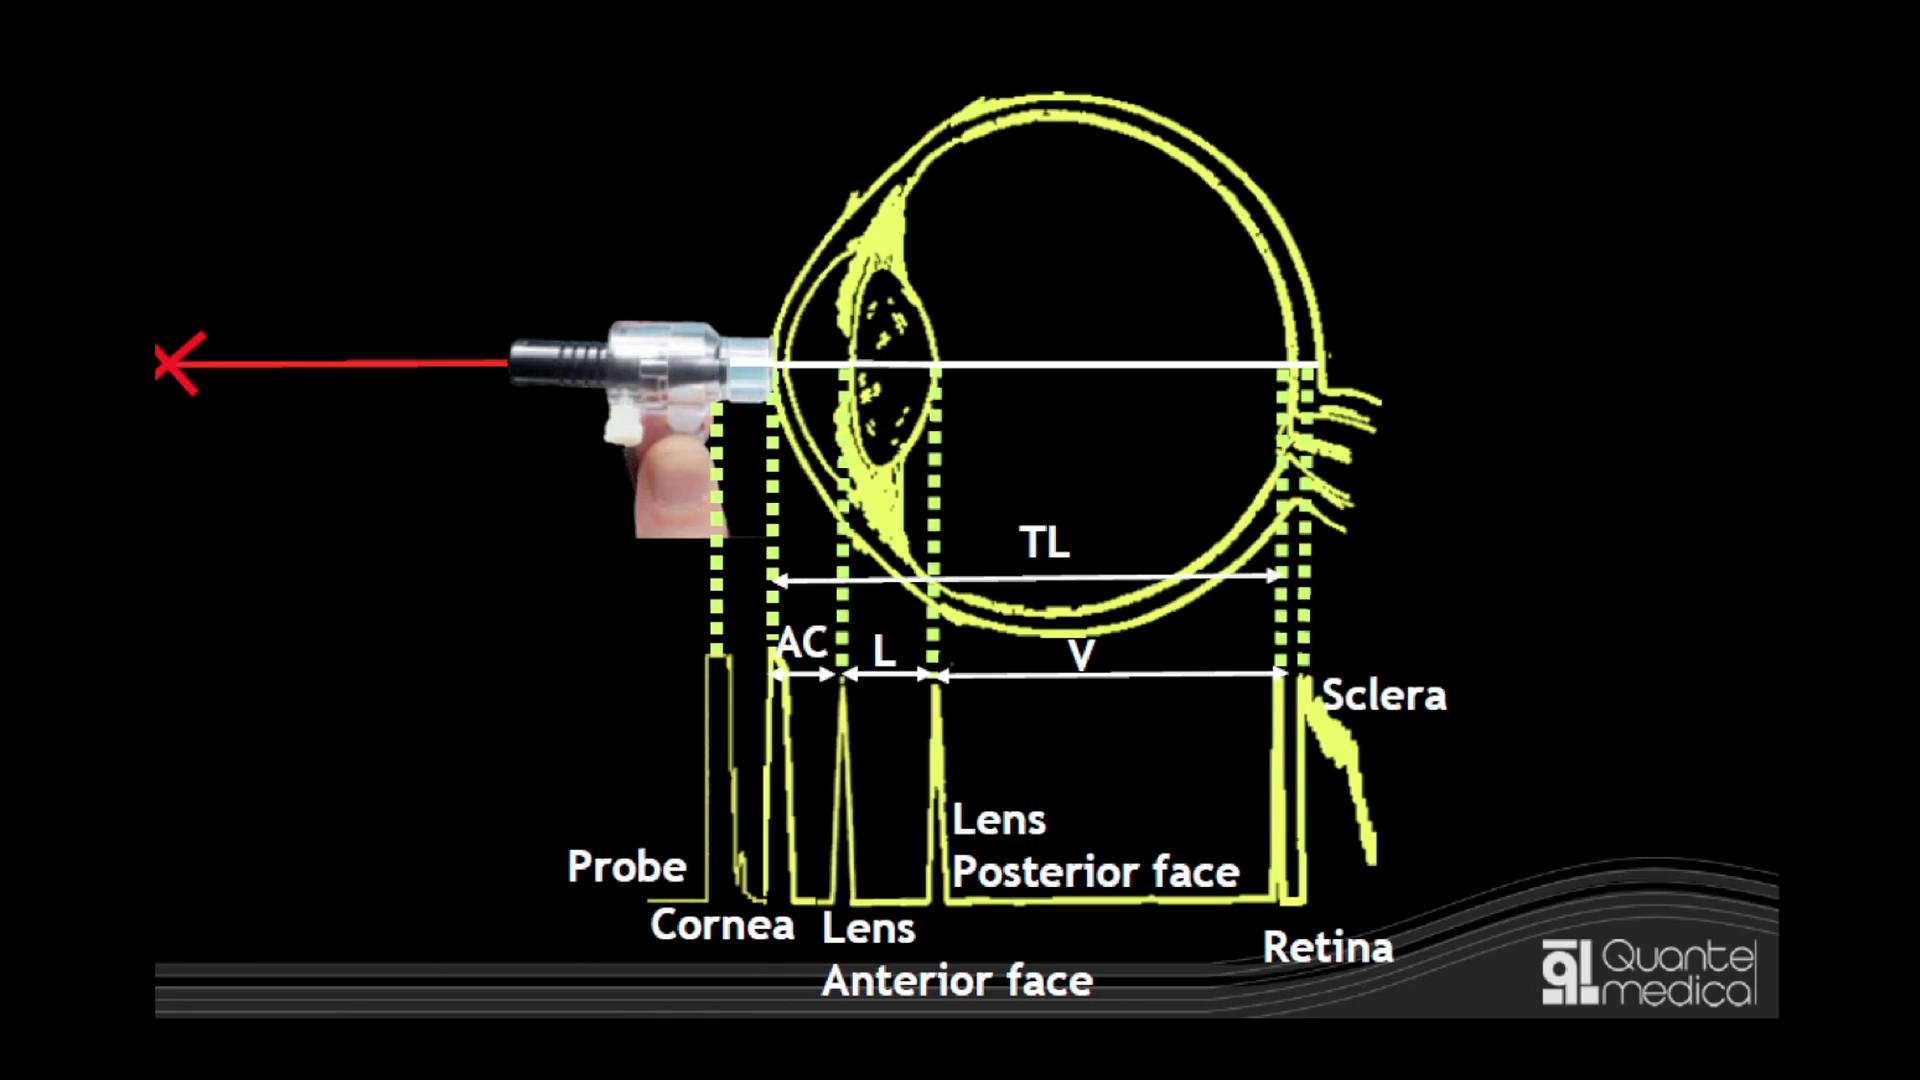 TL
AC
L
V
Sclera
Lens
Posterior face
Probe
Cornea
Lens
Anterior face
Retina
Quantel
medical